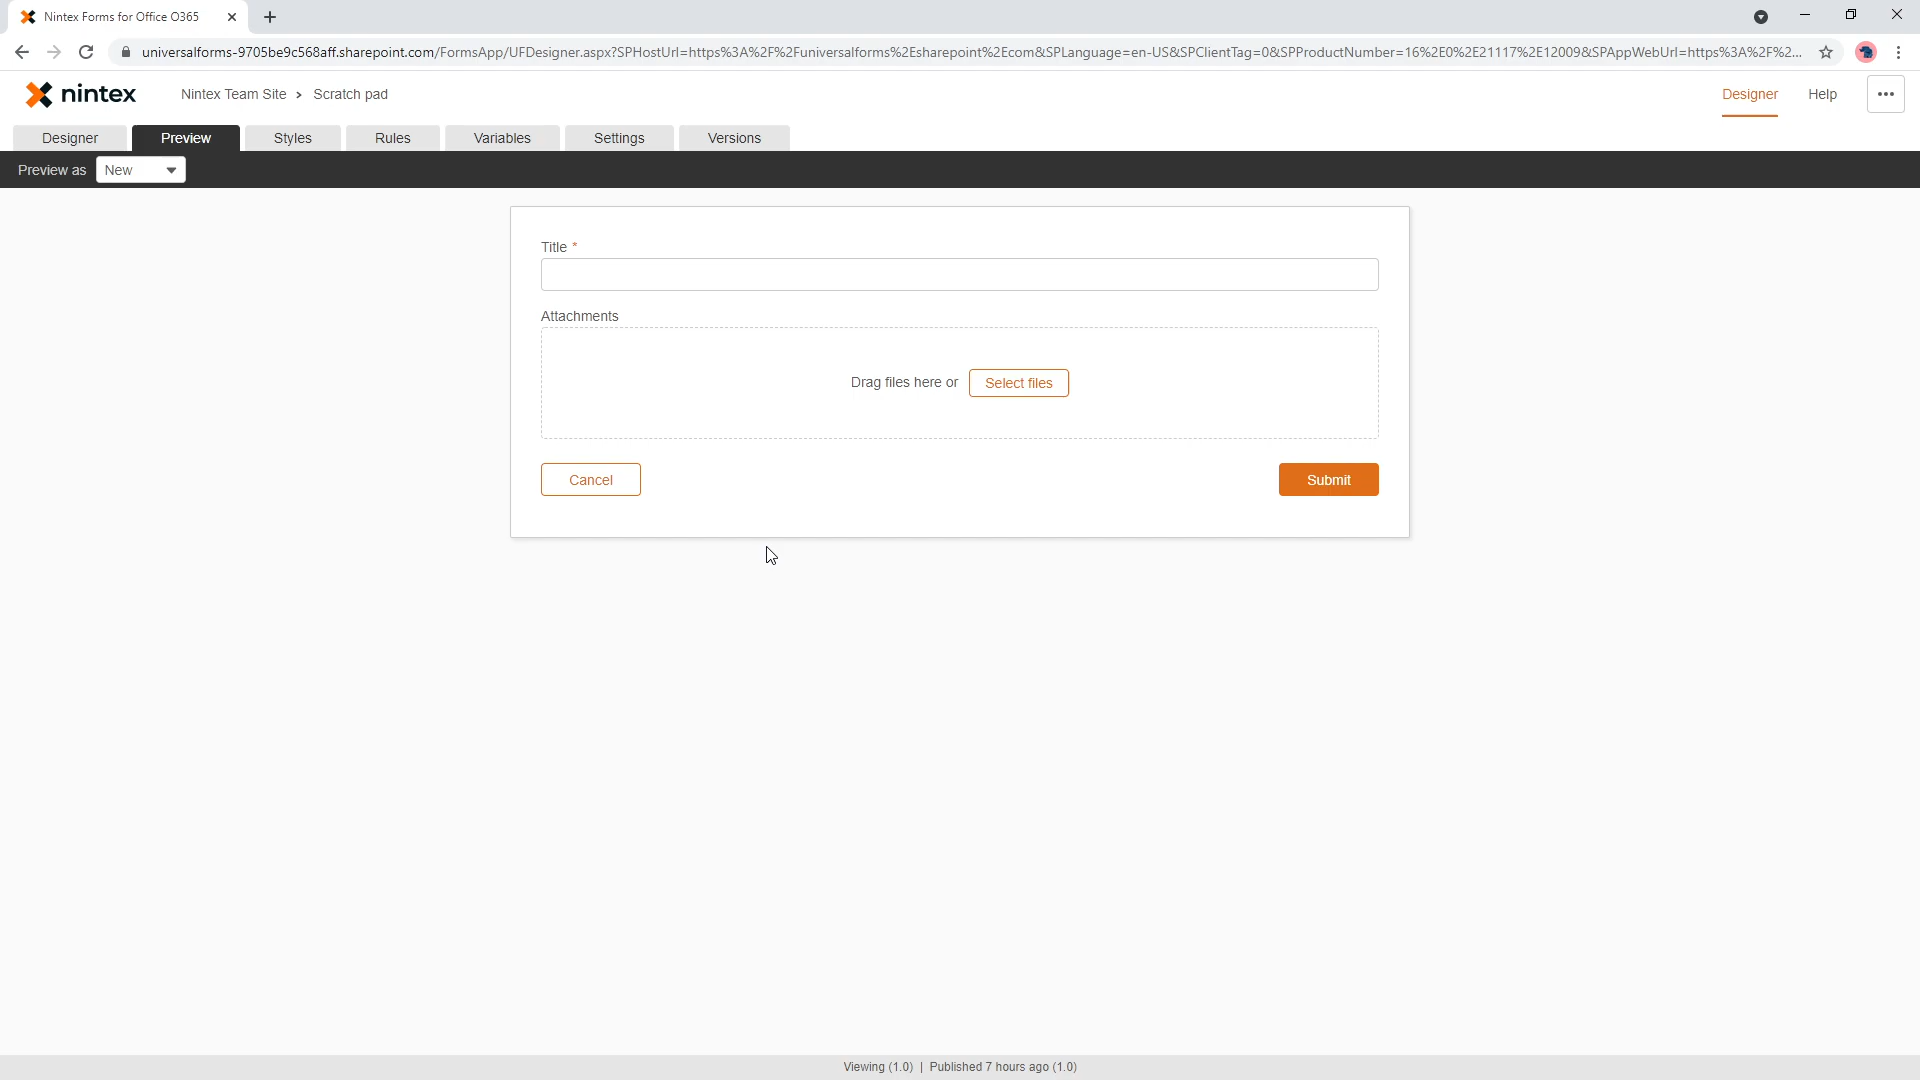 Nintex Forms for Office O365
universalforms-9705be9c568aff.sharepoint.com/FormsApp/UFDesigner.aspx?SPHostUrl=https%3A%2F%2Funiversalforms%2Esharepoint%2Ecom&SPLanguage=en-US&SPClientTag=0&SPProductNumber=16%2E0%2E21117%2E12009&SPAppWebUrl=https%3A%2F%2...
nintex Nintex Team Site > Scratch pad Designer Help
Designer Preview Styles Rules Variables Settings Versions
Preview as New
Title *
Attachments
Drag files here or Select files
Cancel Submit
Viewing (1.0) | Published 7 hours ago (1.0)